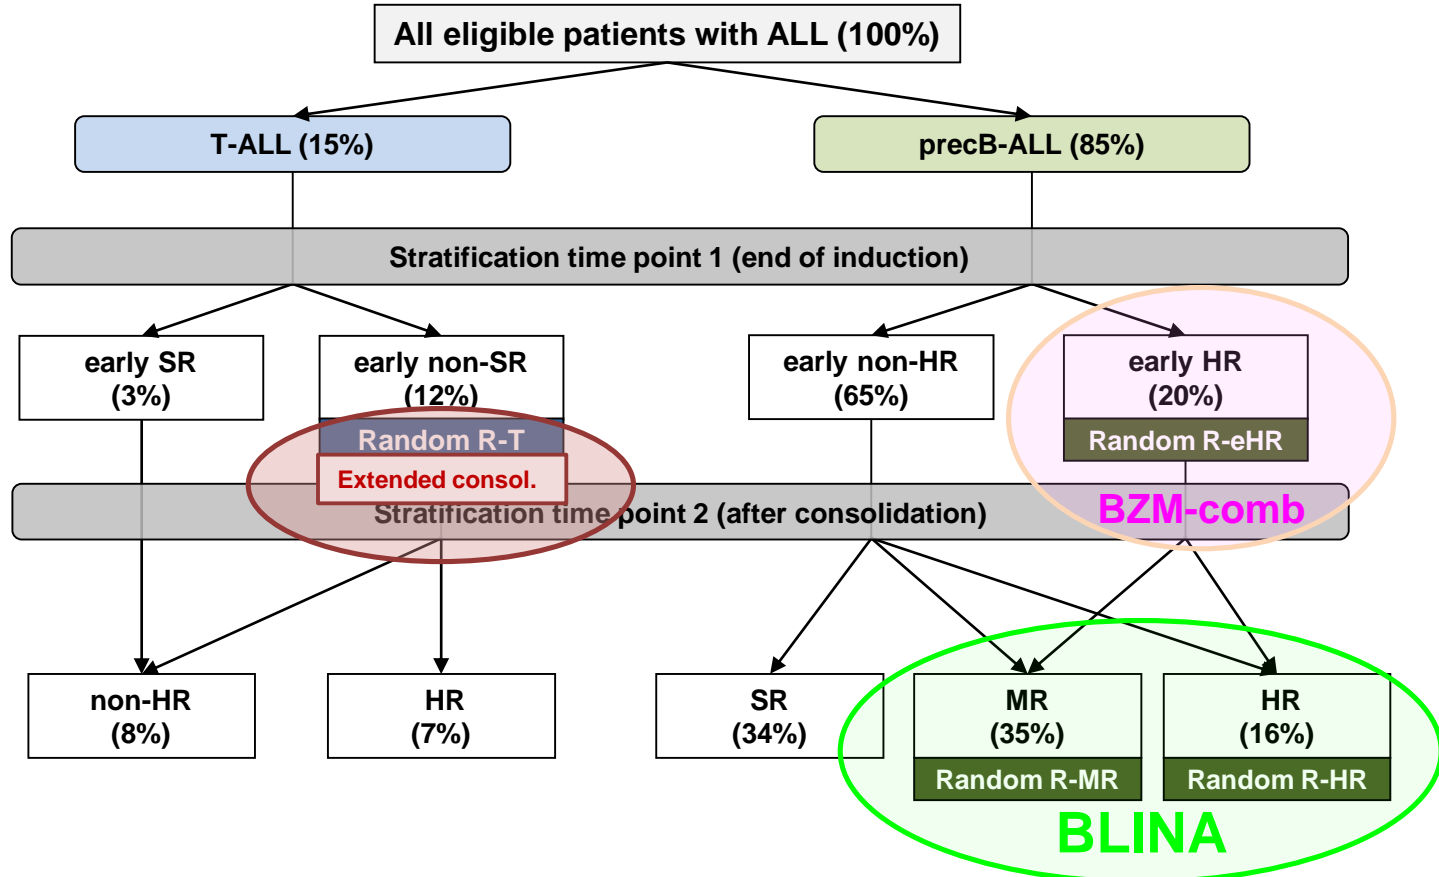 All eligible patients with ALL (100%)
T-ALL (15%)
precB-ALL (85%)
Stratification time point 1 (end of induction)
early SR
(3%)
early non-SR
(12%)
Random R-T
Extended consol.
early non-HR
(65%)
early HR
(20%)
Random R-eHR
BZM-comb
Stratification time point 2 (after consolidation)
non-HR
(8%)
HR
(7%)
SR
(34%)
MR
(35%)
Random R-MR
HR
(16%)
Random R-HR
BLINA